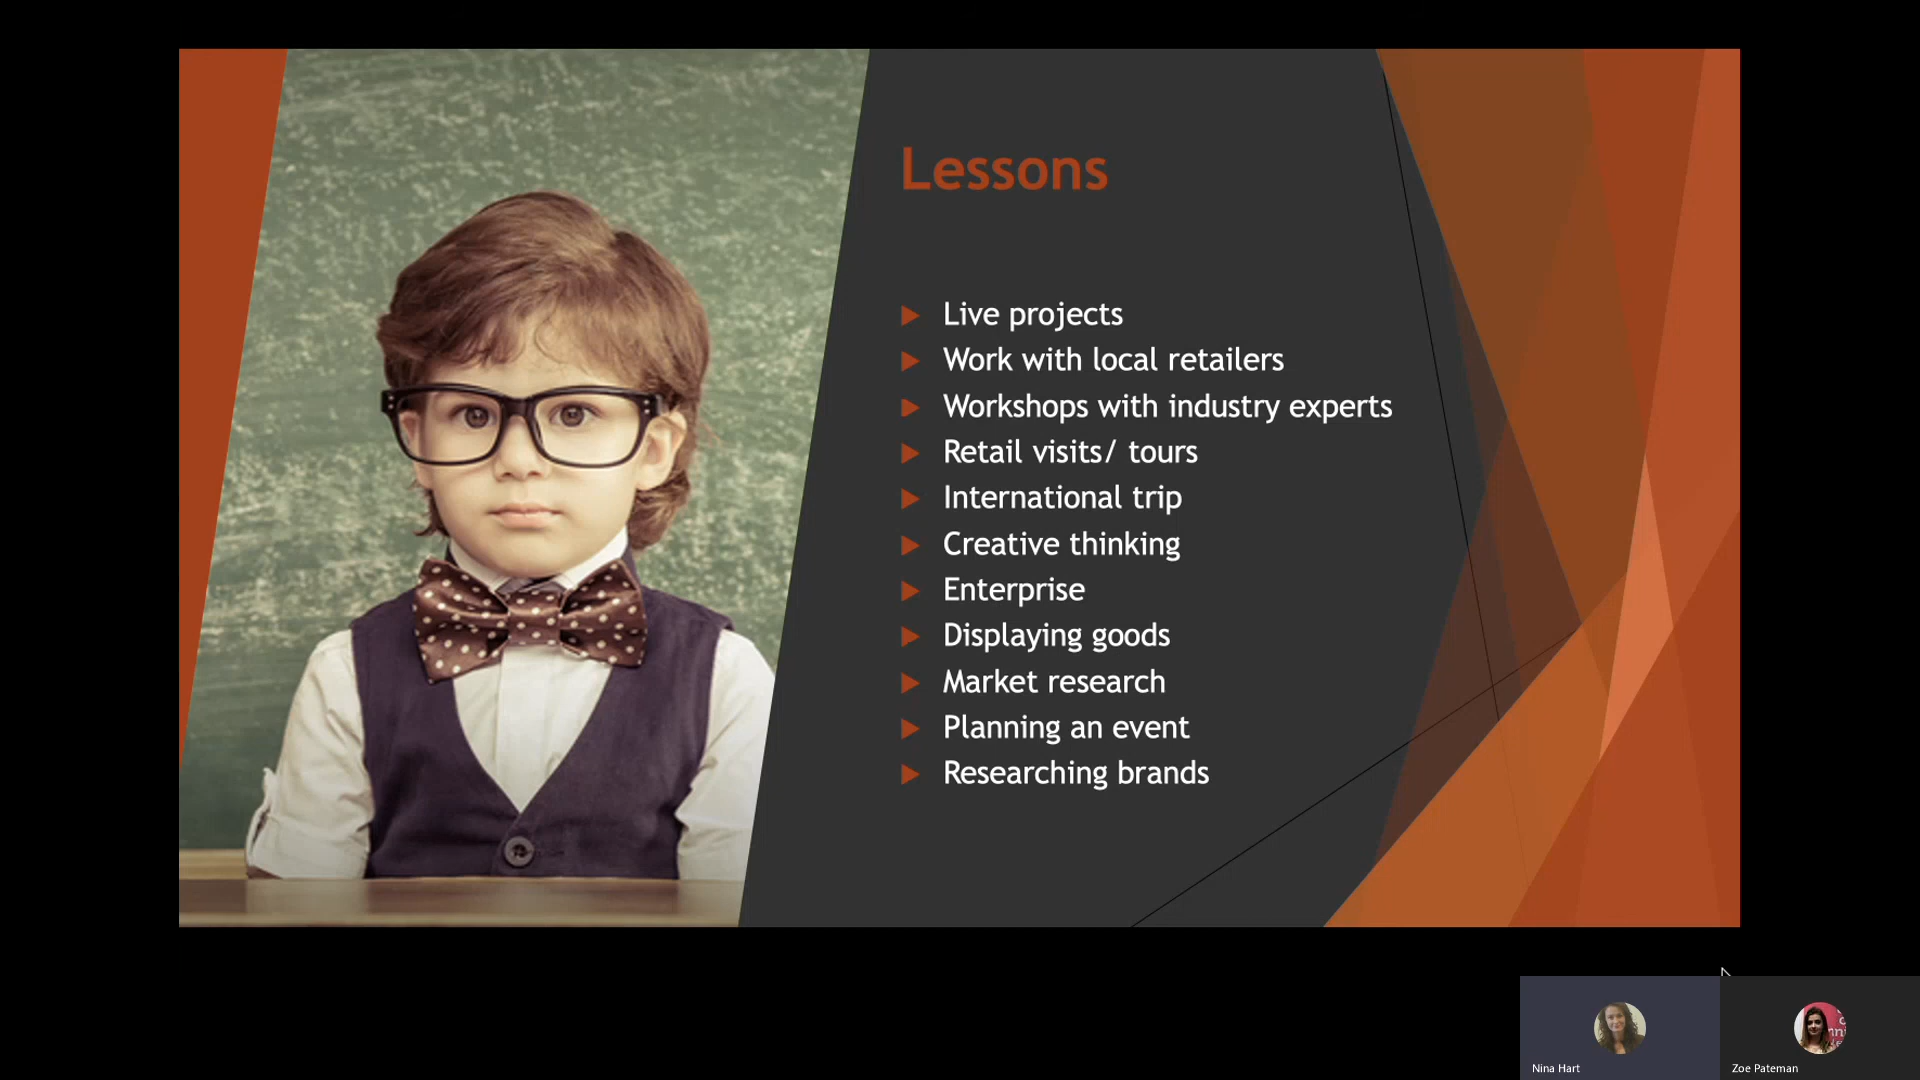 Lessons
Live projects
Work with local retailers
Workshops with industry experts
Retail visits/ tours
International trip
Creative thinking
Enterprise
Displaying goods
Market research
Planning an event
Researching brands
Nina Hart
Zoe Pateman